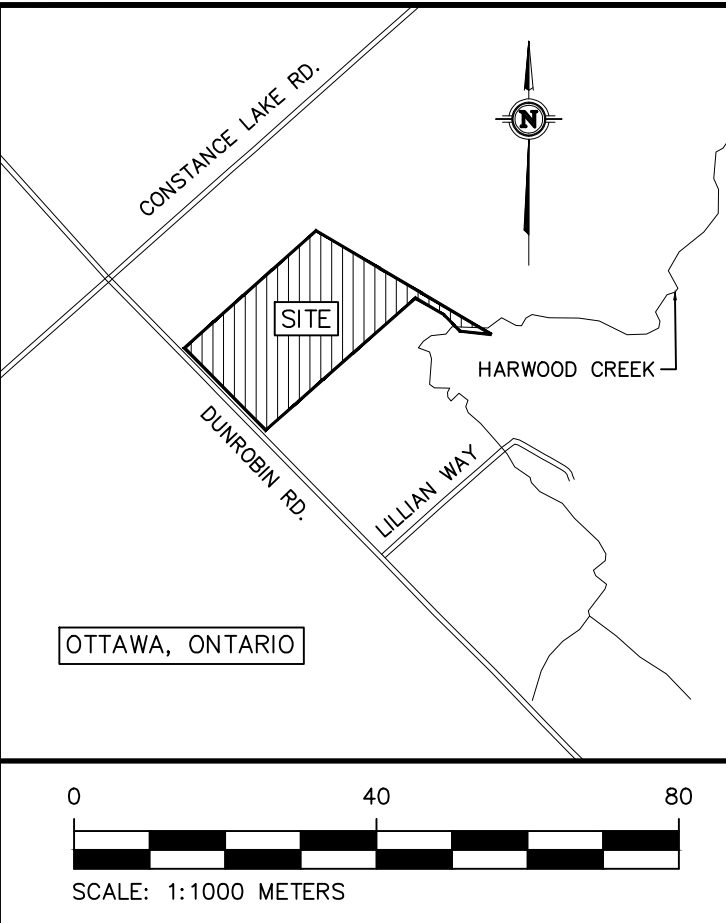 CONSTANCE LAKE RD.
N
SITE
HARWOOD CREEK
DUNROBIN RD.
LILLIAN WAY
OTTAWA, ONTARIO
0 40 80
SCALE: 1:1000 METERS